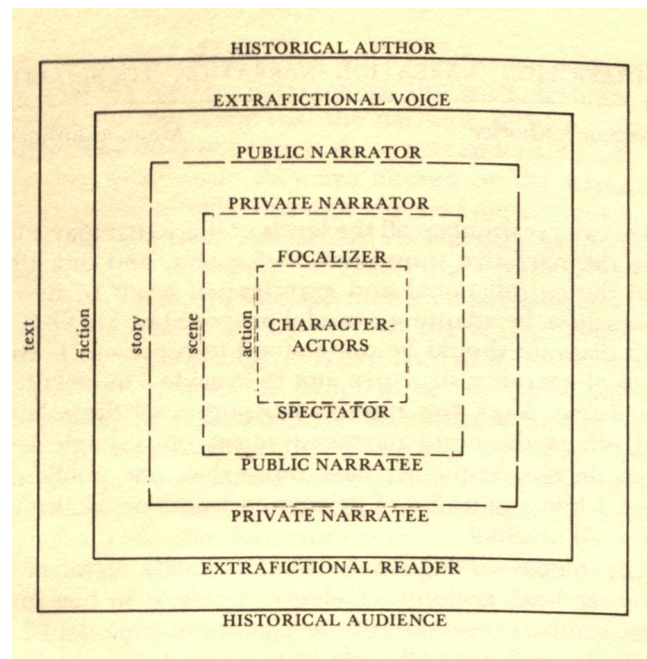 HISTORICAL AUTHOR
EXTRAFICTIONAL VOICE
PUBLIC NARRATOR
PRIVATE NARRATOR
FOCALIZER
text
fiction
story
scene
action
CHARACTER-
ACTORS
SPECTATOR
PUBLIC NARRATEE
PRIVATE NARRATEE
EXTRAFICTIONAL READER
HISTORICAL AUDIENCE